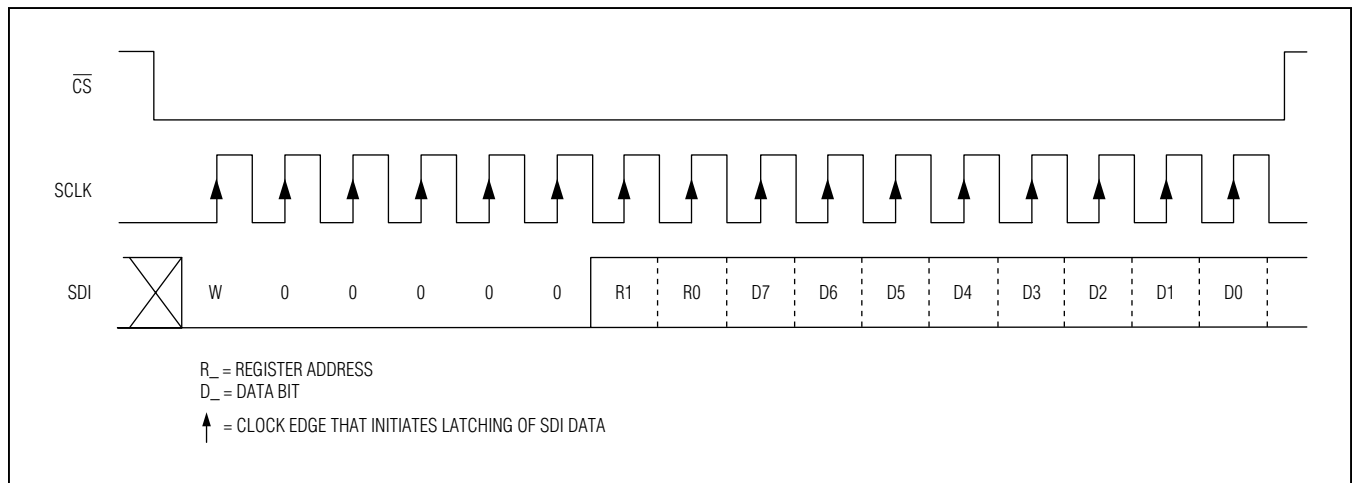 C̅S̅
SCLK
SDI W 0 0 0 0 0 R1 R0 D7 D6 D5 D4 D3 D2 D1 D0
R_ = REGISTER ADDRESS
D_ = DATA BIT
↑ = CLOCK EDGE THAT INITIATES LATCHING OF SDI DATA